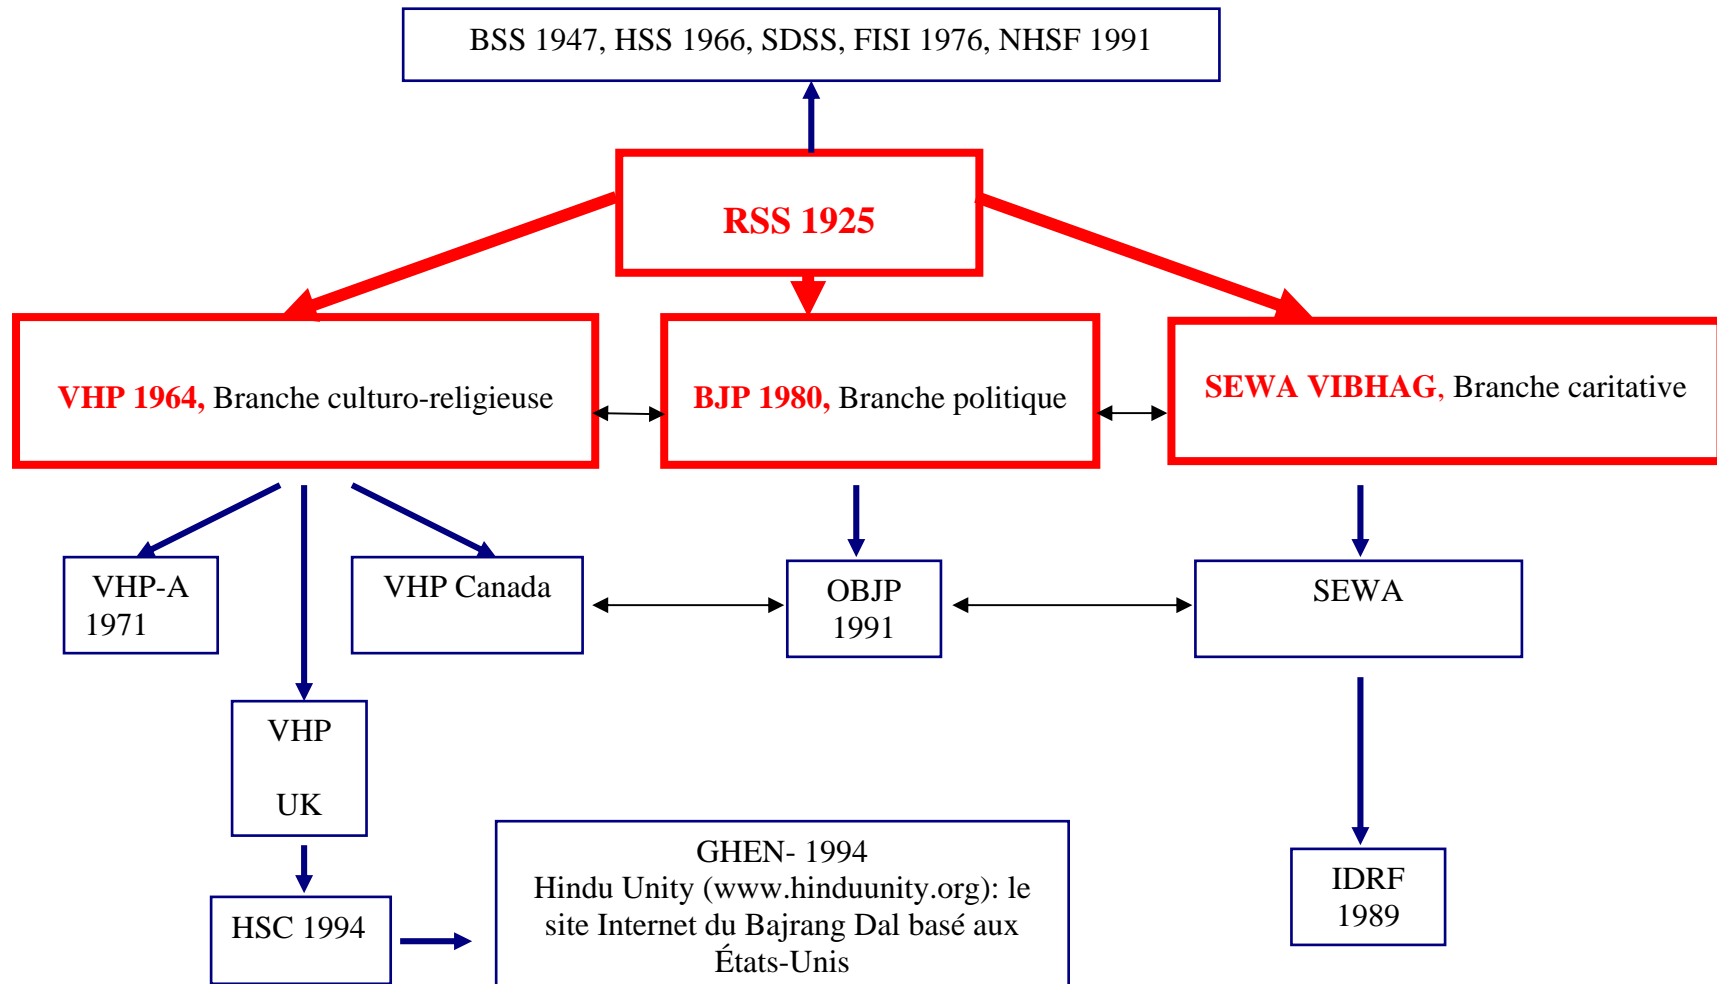 BSS 1947, HSS 1966, SDSS, FISI 1976, NHSF 1991
RSS 1925
VHP 1964, Branche culturo-religieuse
BJP 1980, Branche politique
SEWA VIBHAG, Branche caritative
VHP-A
1971
VHP Canada
OBJP
1991
SEWA
VHP
UK
HSC 1994
GHEN- 1994
Hindu Unity (www.hinduunity.org): le
site Internet du Bajrang Dal basé aux
États-Unis
IDRF
1989